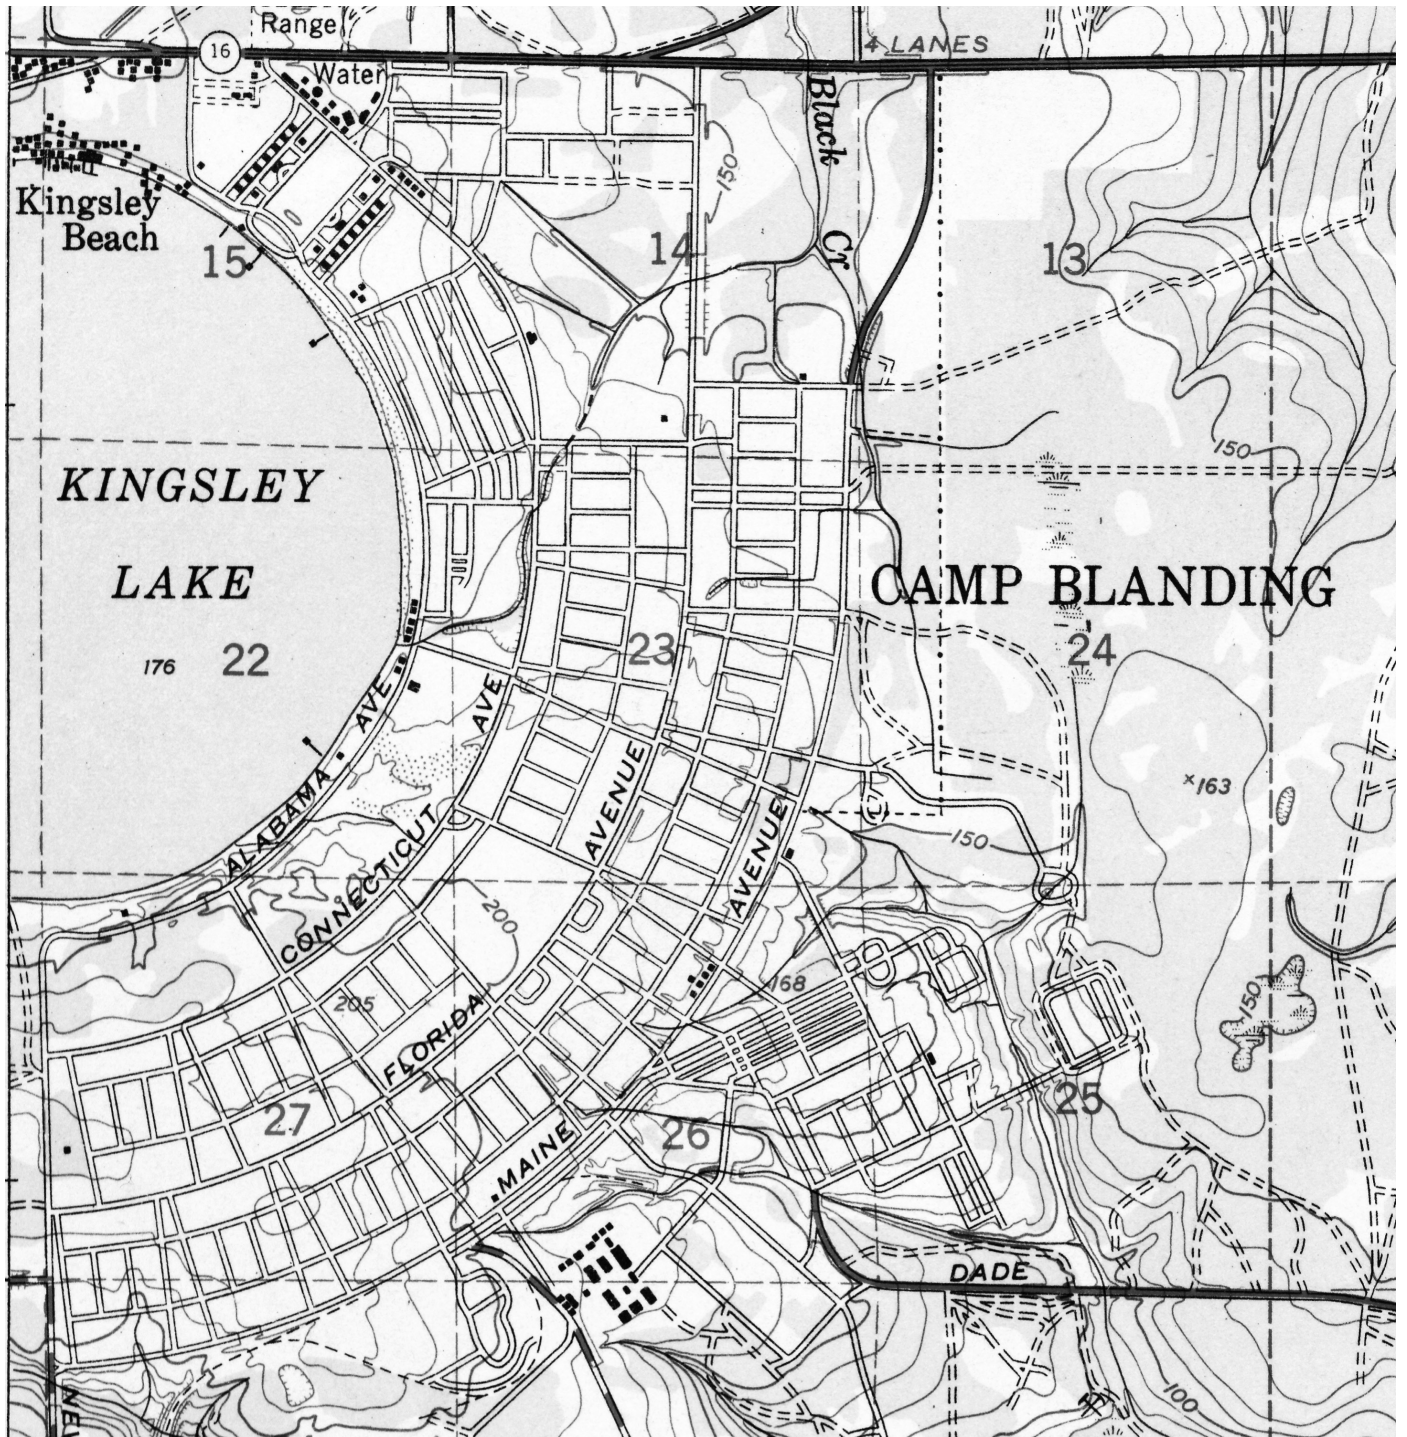 Range
16
4 LANES
Water
Black
Cr
150
Kingsley
Beach
15
14
13
150
KINGSLEY
LAKE
CAMP BLANDING
176
22
23
24
AVE
AVE
AVENUE
163
ALABAMA
CONNECTICUT
AVENUE
150
200
168
205
FLORIDA
150
27
25
26
MAINE
DADE
100